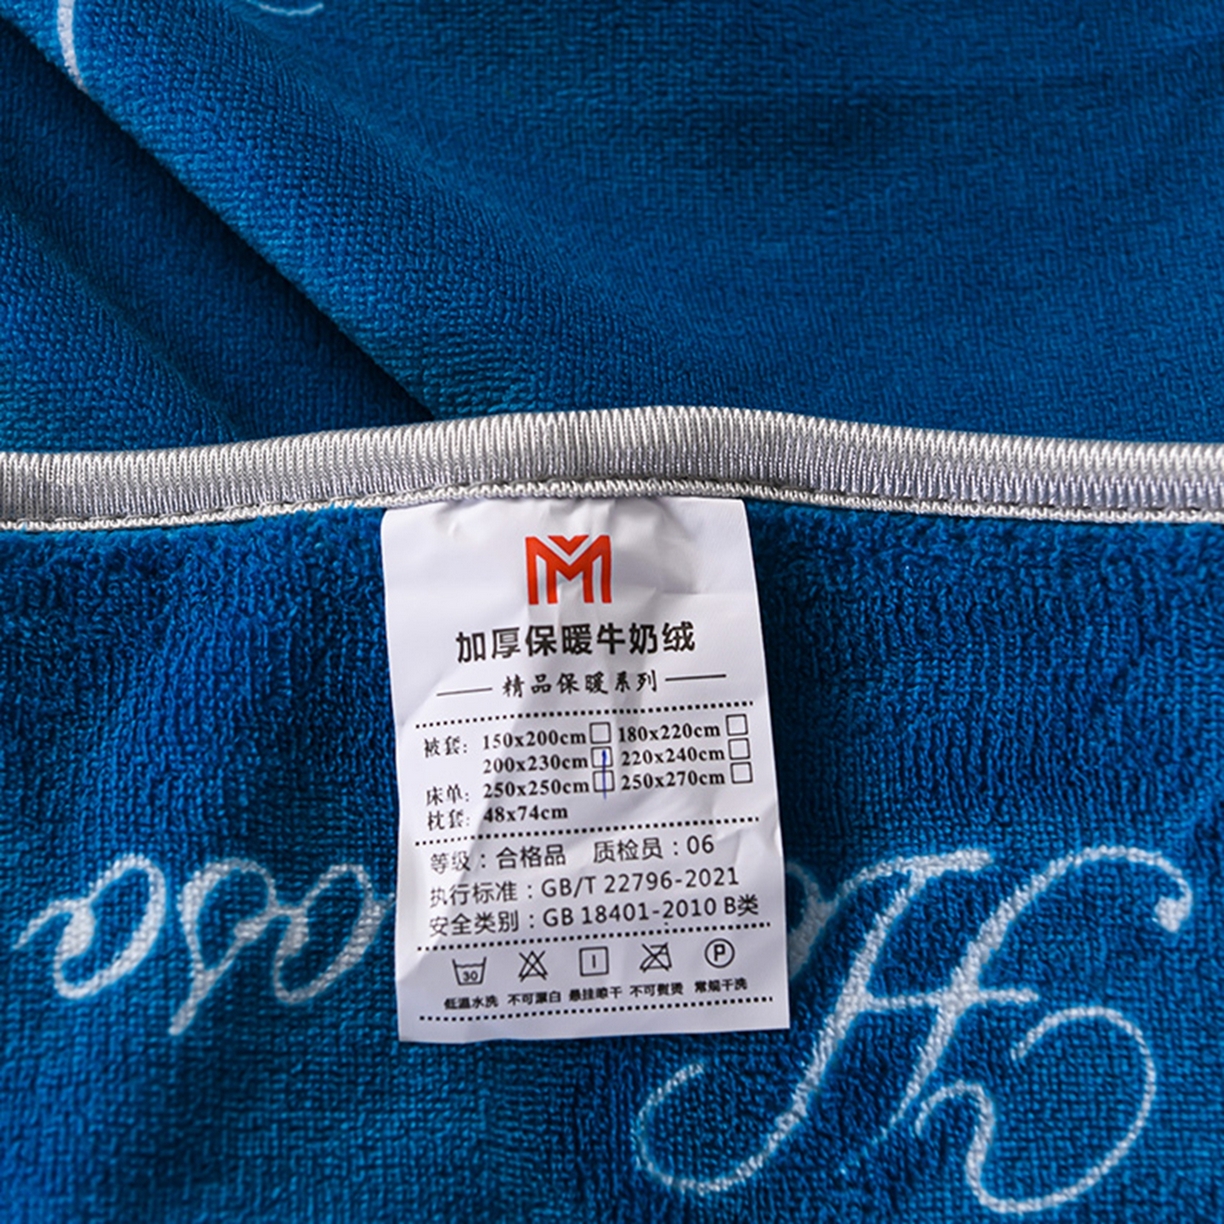 加厚保暖牛奶绒
精品保暖系列
被套: 150x200cm 180x220cm
200x230cm 220x240cm
床单: 250x250cm 250x270cm
枕套: 48x74cm
等级:合格品 质检员:06
执行标准:GB/T 22796-2021
安全类别:GB 18401-2010 B类
30 P
低温水洗 不可漂白 悬挂晾干 不可熨烫 常规干洗